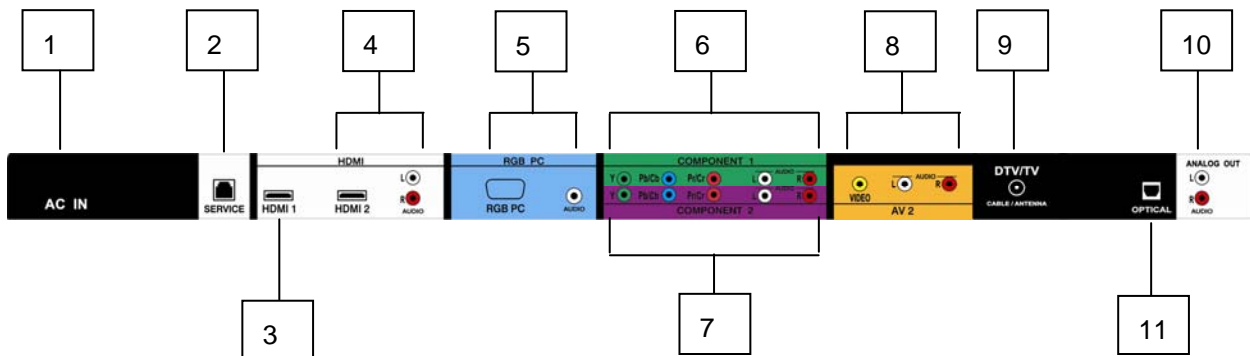 1 2 4 5 6 8 9 10
HDMI RGB PC COMPONENT 1 ANALOG OUT
AUDIO
DTV/TV
L
Y Pb/Cb Pr/Cr L R
VIDEO L AUDIO R
AC IN SERVICE HDMI 1 HDMI 2 R AUDIO RGB PC AUDIO
Y Pb/Cb Pr/Cr L R
CABLE / ANTENNA
OPTICAL
L
R
AUDIO
COMPONENT 2 AV 2
3 7 11